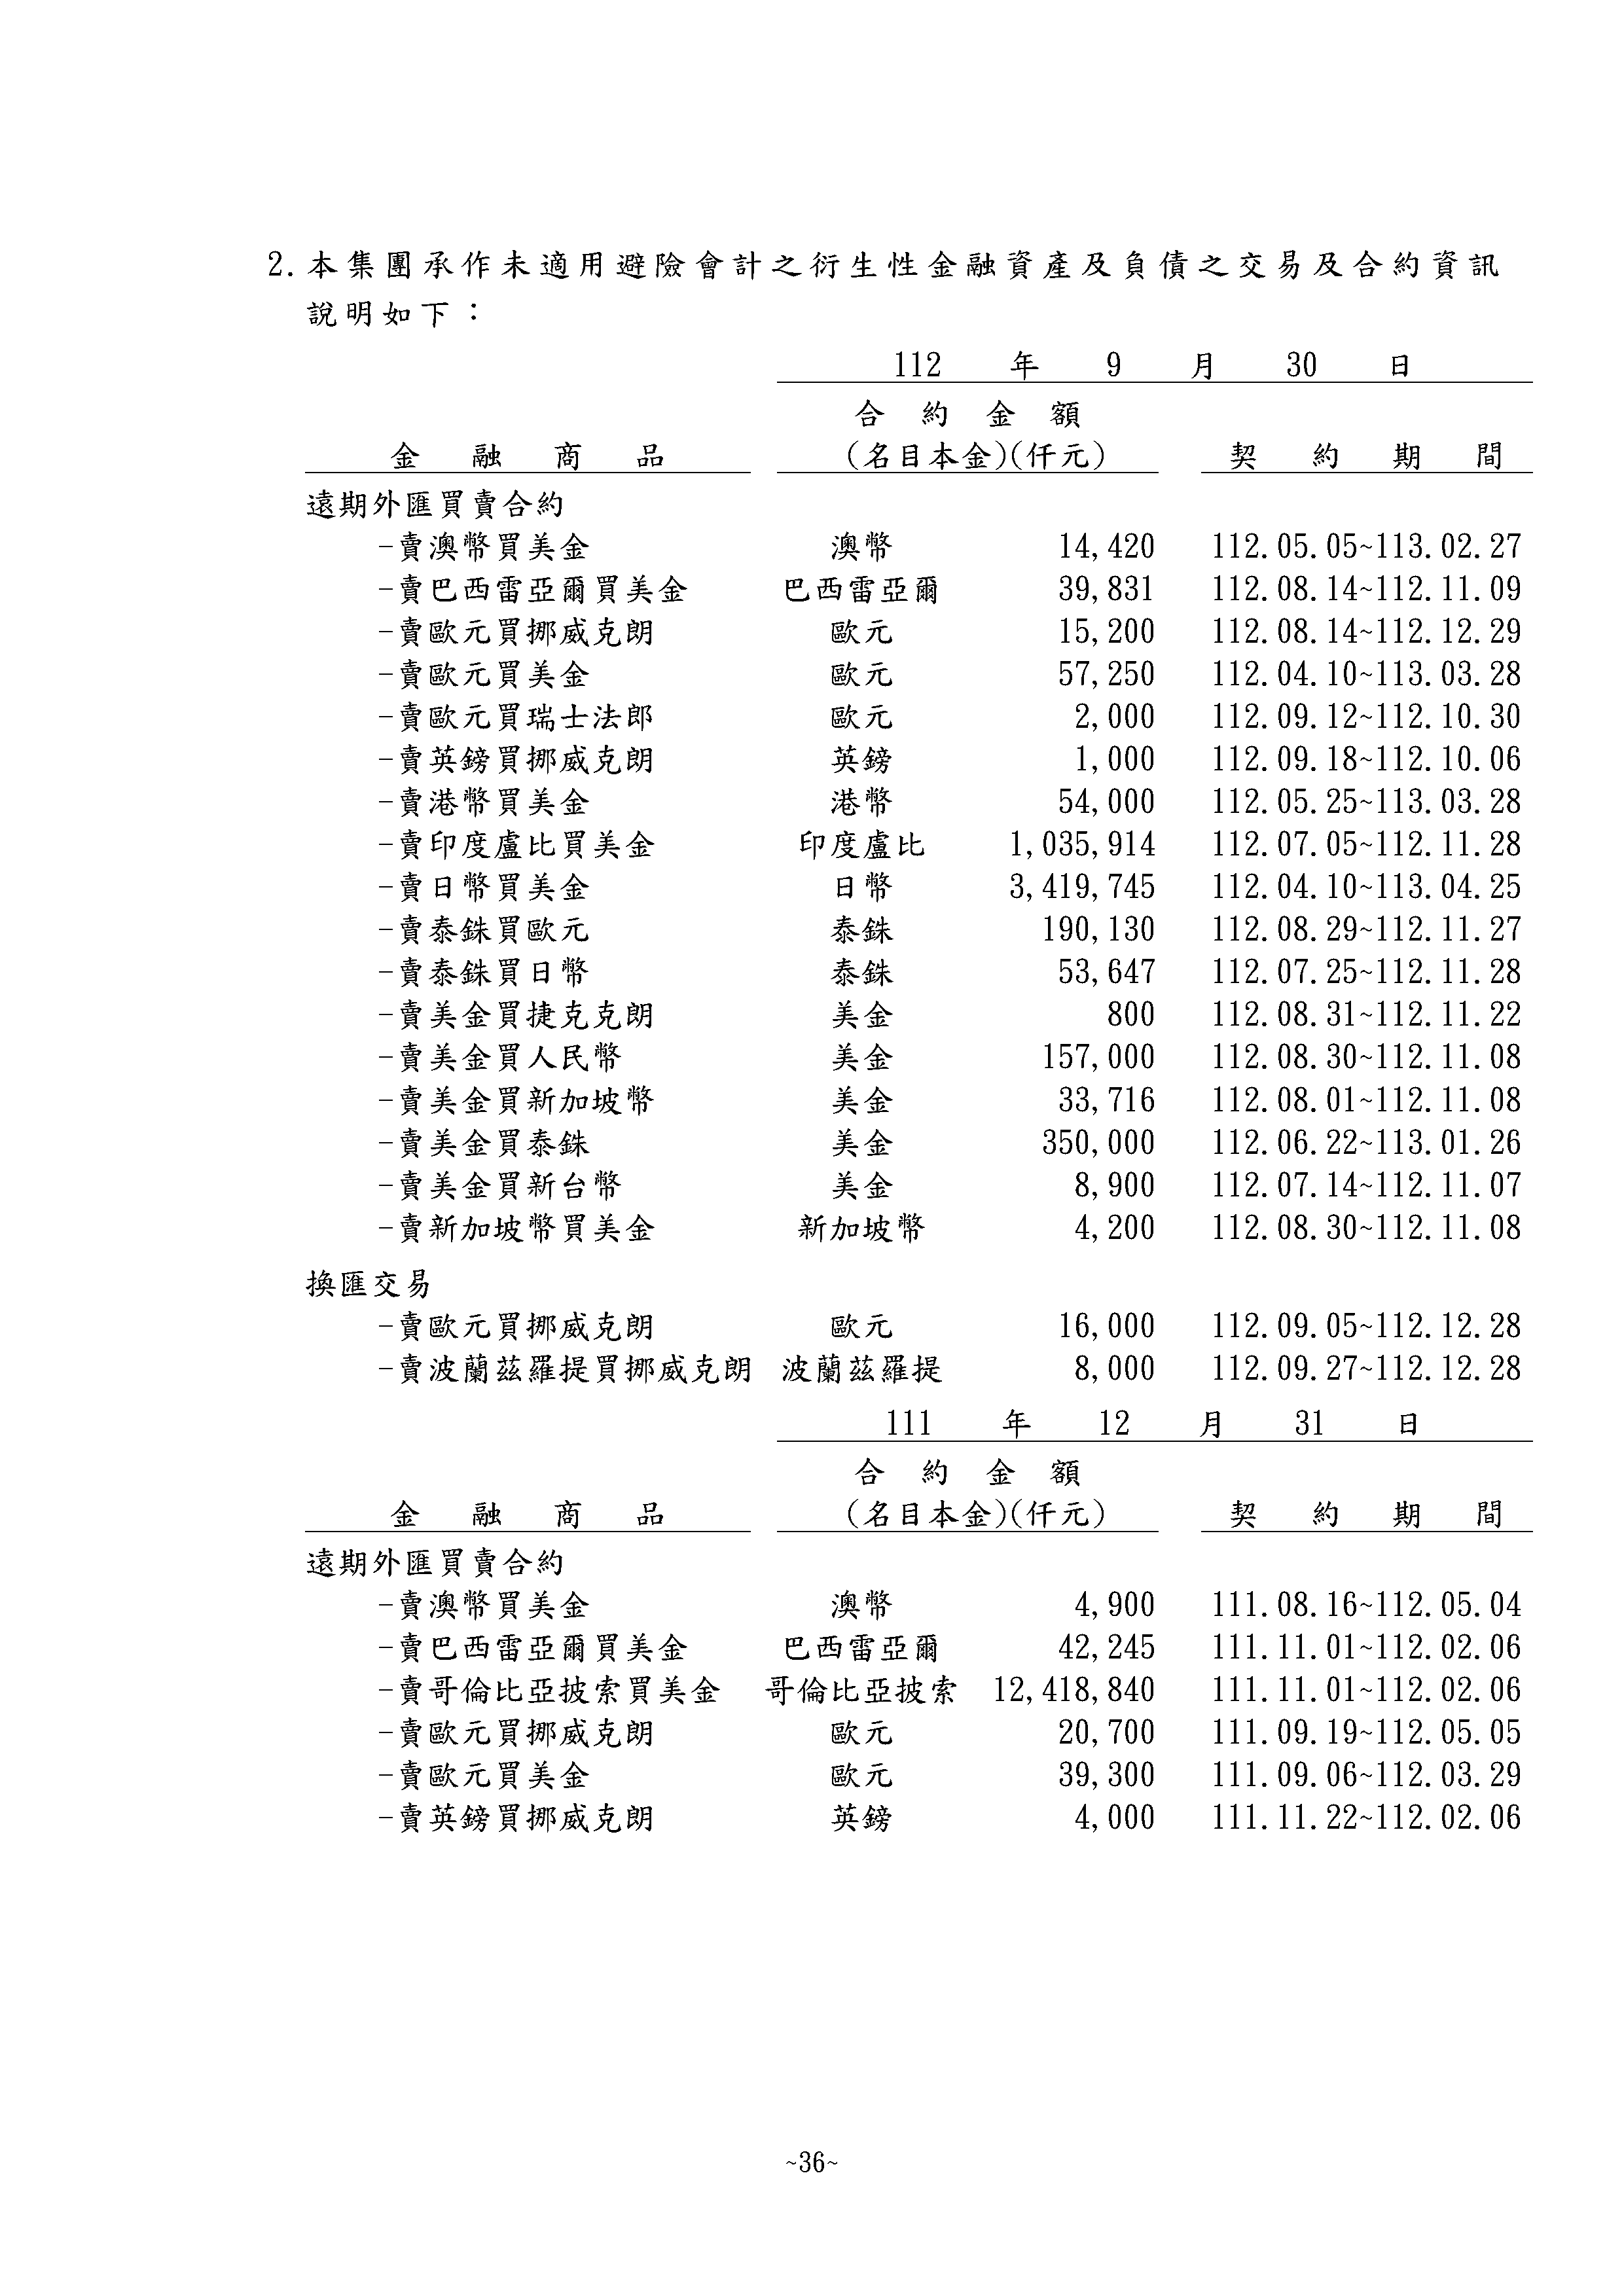 2.本集團承作未適用避險會計之衍生性金融資產及負債之交易及合約資訊
說明如下：
112 年 9 月 30 日
合約金額
金融商品 (名目本金)(仟元) 契約期間
遠期外匯買賣合約
-賣澳幣買美金 澳幣 14,420 112.05.05~113.02.27
-賣巴西雷亞爾買美金 巴西雷亞爾 39,831 112.08.14~112.11.09
-賣歐元買挪威克朗 歐元 15,200 112.08.14~112.12.29
-賣歐元買美金 歐元 57,250 112.04.10~113.03.28
-賣歐元買瑞士法郎 歐元 2,000 112.09.12~112.10.30
-賣英鎊買挪威克朗 英鎊 1,000 112.09.18~112.10.06
-賣港幣買美金 港幣 54,000 112.05.25~113.03.28
-賣印度盧比買美金 印度盧比 1,035,914 112.07.05~112.11.28
-賣日幣買美金 日幣 3,419,745 112.04.10~113.04.25
-賣泰銖買歐元 泰銖 190,130 112.08.29~112.11.27
-賣泰銖買日幣 泰銖 53,647 112.07.25~112.11.28
-賣美金買捷克克朗 美金 800 112.08.31~112.11.22
-賣美金買人民幣 美金 157,000 112.08.30~112.11.08
-賣美金買新加坡幣 美金 33,716 112.08.01~112.11.08
-賣美金買泰銖 美金 350,000 112.06.22~113.01.26
-賣美金買新台幣 美金 8,900 112.07.14~112.11.07
-賣新加坡幣買美金 新加坡幣 4,200 112.08.30~112.11.08
換匯交易
-賣歐元買挪威克朗 歐元 16,000 112.09.05~112.12.28
-賣波蘭茲羅提買挪威克朗 波蘭茲羅提 8,000 112.09.27~112.12.28
111 年 12 月 31 日
合約金額
金融商品 (名目本金)(仟元) 契約期間
遠期外匯買賣合約
-賣澳幣買美金 澳幣 4,900 111.08.16~112.05.04
-賣巴西雷亞爾買美金 巴西雷亞爾 42,245 111.11.01~112.02.06
-賣哥倫比亞披索買美金 哥倫比亞披索 12,418,840 111.11.01~112.02.06
-賣歐元買挪威克朗 歐元 20,700 111.09.19~112.05.05
-賣歐元買美金 歐元 39,300 111.09.06~112.03.29
-賣英鎊買挪威克朗 英鎊 4,000 111.11.22~112.02.06
~36~